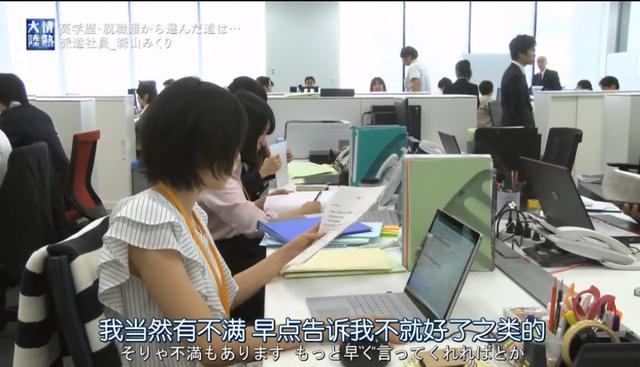 情熱大陸
高学歴・就職難から選んだ道は…
派遣社員_森山みくり
我当然有不满 早点告诉我不就好了之类的
そりゃ不満もあります もっと早ぐ言ってくれればとか